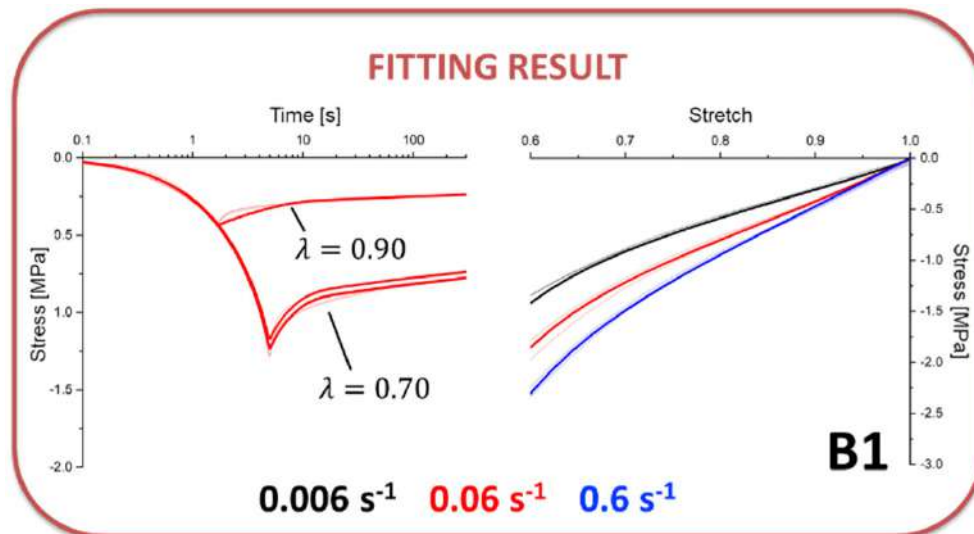 FITTING RESULT
Time [s]
0.1 1 10 100
Stress [MPa]
0.0
0.5
1.0
-1.5
-2.0
λ = 0.90
λ = 0.70
Stretch
0.6 0.7 0.8 0.9 1.0
0.0
-0.5
-1.0
-1.5
-2.0
-2.5
-3.0
Stress [MPa]
B1
0.006 s⁻¹ 0.06 s⁻¹ 0.6 s⁻¹